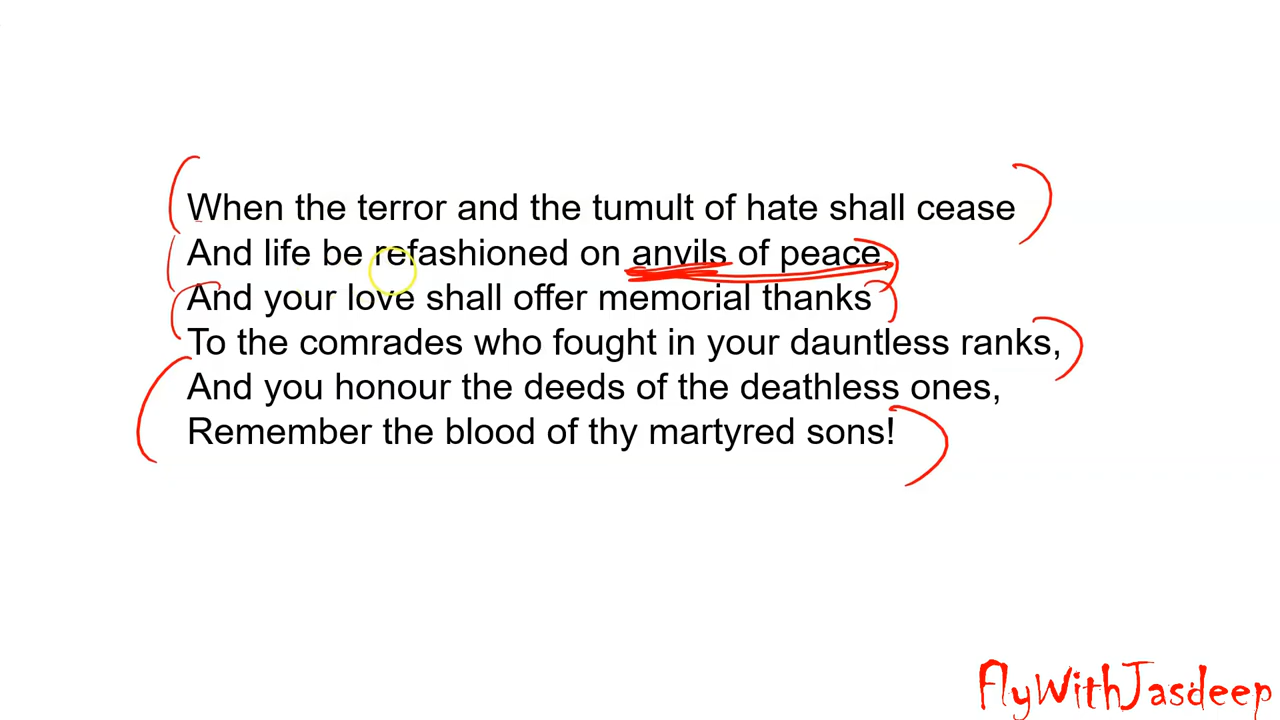 When the terror and the tumult of hate shall cease
And life be refashioned on anvils of peace,
And your love shall offer memorial thanks
To the comrades who fought in your dauntless ranks,
And you honour the deeds of the deathless ones,
Remember the blood of thy martyred sons!
FlyWithJasdeep